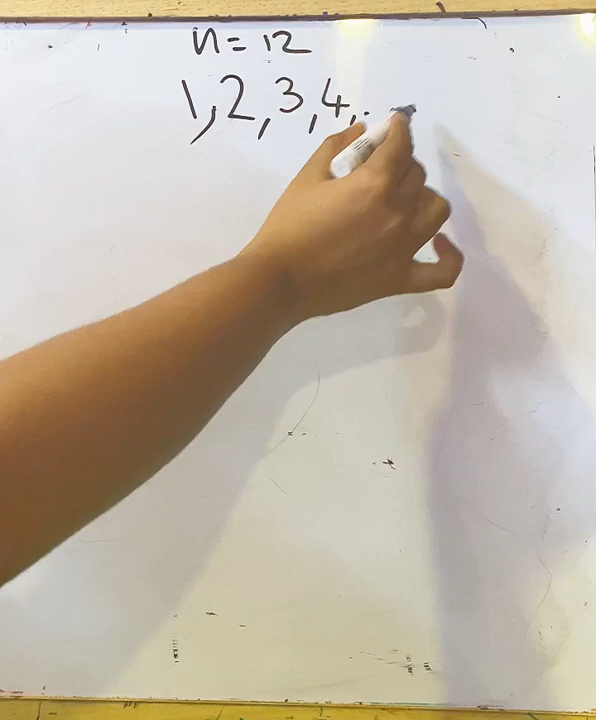 n = 12
1, 2, 3, 4, ..